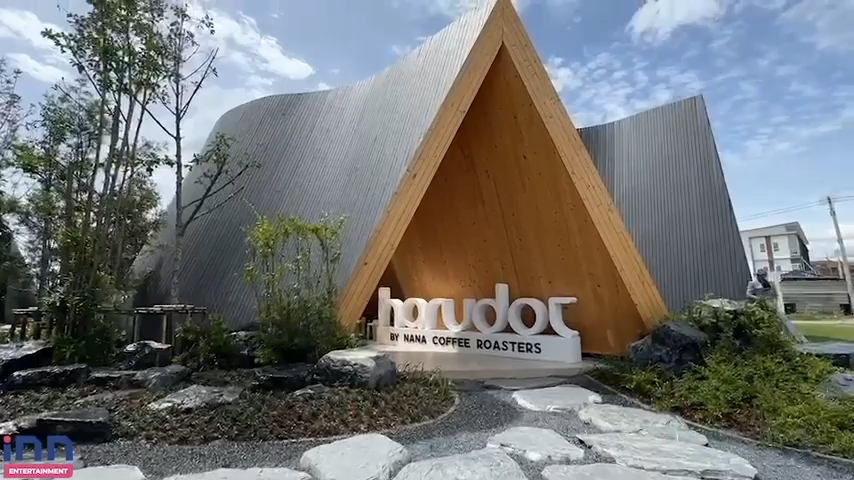 harudot
BY NANA COFFEE ROASTERS
inn
ENTERTAINMENT